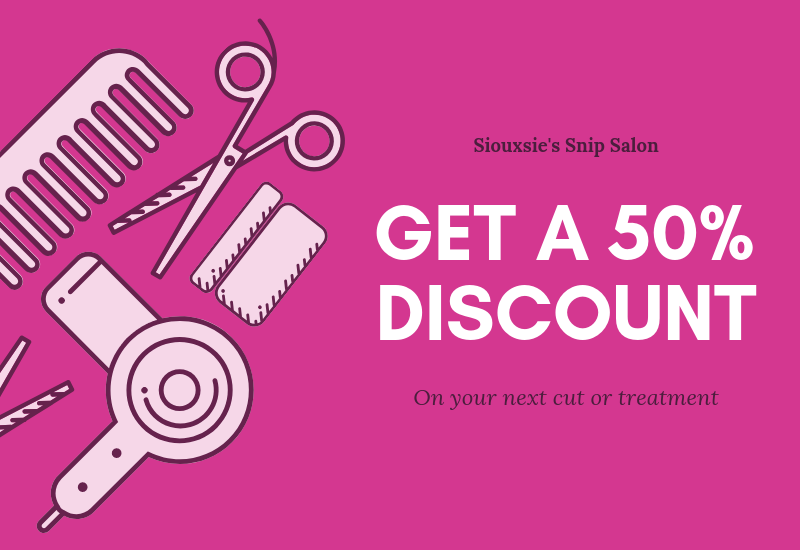 Siouxsie's Snip Salon
GET A 50%
DISCOUNT
On your next cut or treatment